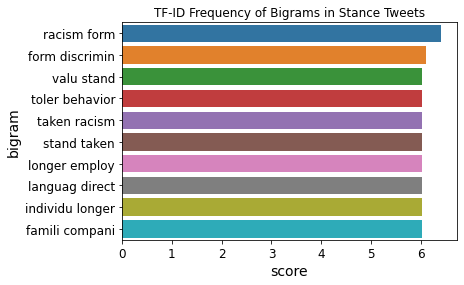 TF-ID Frequency of Bigrams in Stance Tweets
racism form
form discrimin
valu stand
toler behavior
taken racism
stand taken
longer employ
languag direct
individu longer
famili compani
bigram
0 1 2 3 4 5 6
score